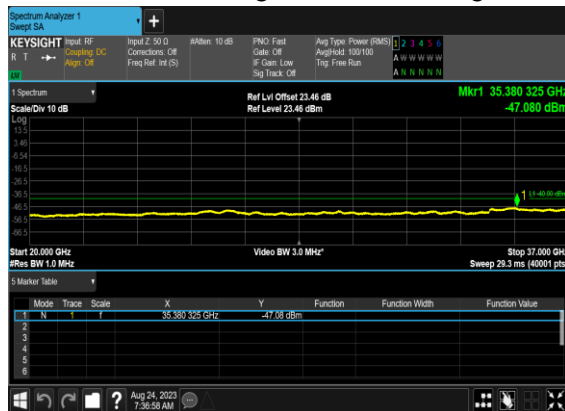 Spectrum Analyzer 1
Swept SA
+
KEYSIGHT Input: RF Input Z: 50 Ω #Atten: 10 dB PNO: Fast Avg Type: Power (RMS) 1 2 3 4 5 6
R T Coupling: DC Corrections: Off Gate: Off Avg|Hold: 100/100 A W W W W W
Align: Off Freq Ref: Int (S) IF Gain: Low Trig: Free Run
LW Sig Track: Off A N N N N N
1 Spectrum Ref Lvl Offset 23.46 dB Mkr1 35.380 325 GHz
Scale/Div 10 dB Ref Level 23.46 dBm -47.080 dBm
Log
13.5
3.46
-6.54
-16.5
-26.5
-36.5 1 L1 -40.00 dBm
-46.5
-56.5
-66.5
Start 20.000 GHz Video BW 3.0 MHz* Stop 37.000 GHz
#Res BW 1.0 MHz Sweep 29.3 ms (40001 pts)
5 Marker Table
Mode Trace Scale X Y Function Function Width Function Value
1 N 1 f 35.380 325 GHz -47.08 dBm
2
3
4
5
6
? Aug 24, 2023
7:36:58 AM